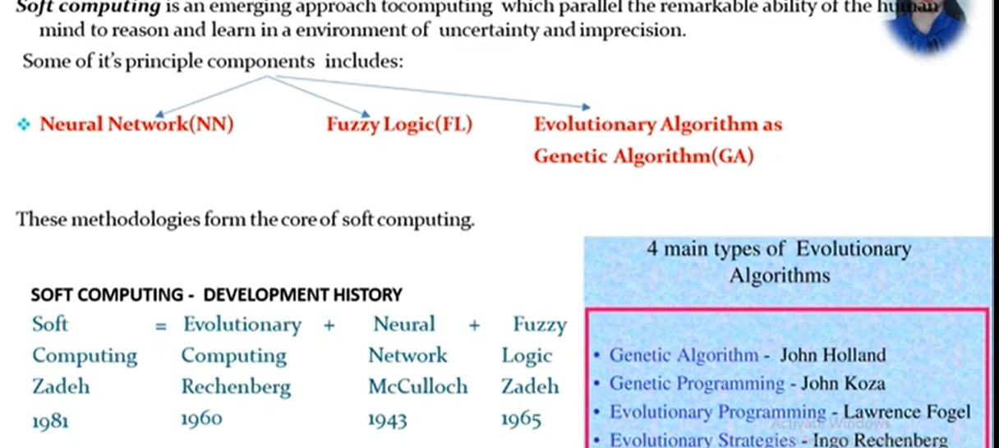 Soft computing is an emerging approach tocomputing which parallel the remarkable ability of the human
mind to reason and learn in a environment of uncertainty and imprecision.
Some of it's principle components includes:
Neural Network(NN) Fuzzy Logic(FL) Evolutionary Algorithm as
Genetic Algorithm(GA)
These methodologies form the core of soft computing.
4 main types of Evolutionary
Algorithms
SOFT COMPUTING - DEVELOPMENT HISTORY
Soft = Evolutionary + Neural + Fuzzy
Computing Computing Network Logic
Zadeh Rechenberg McCulloch Zadeh
1981 1960 1943 1965
• Genetic Algorithm - John Holland
• Genetic Programming - John Koza
• Evolutionary Programming - Lawrence Fogel
• Evolutionary Strategies - Ingo Rechenberg
Activate Windows